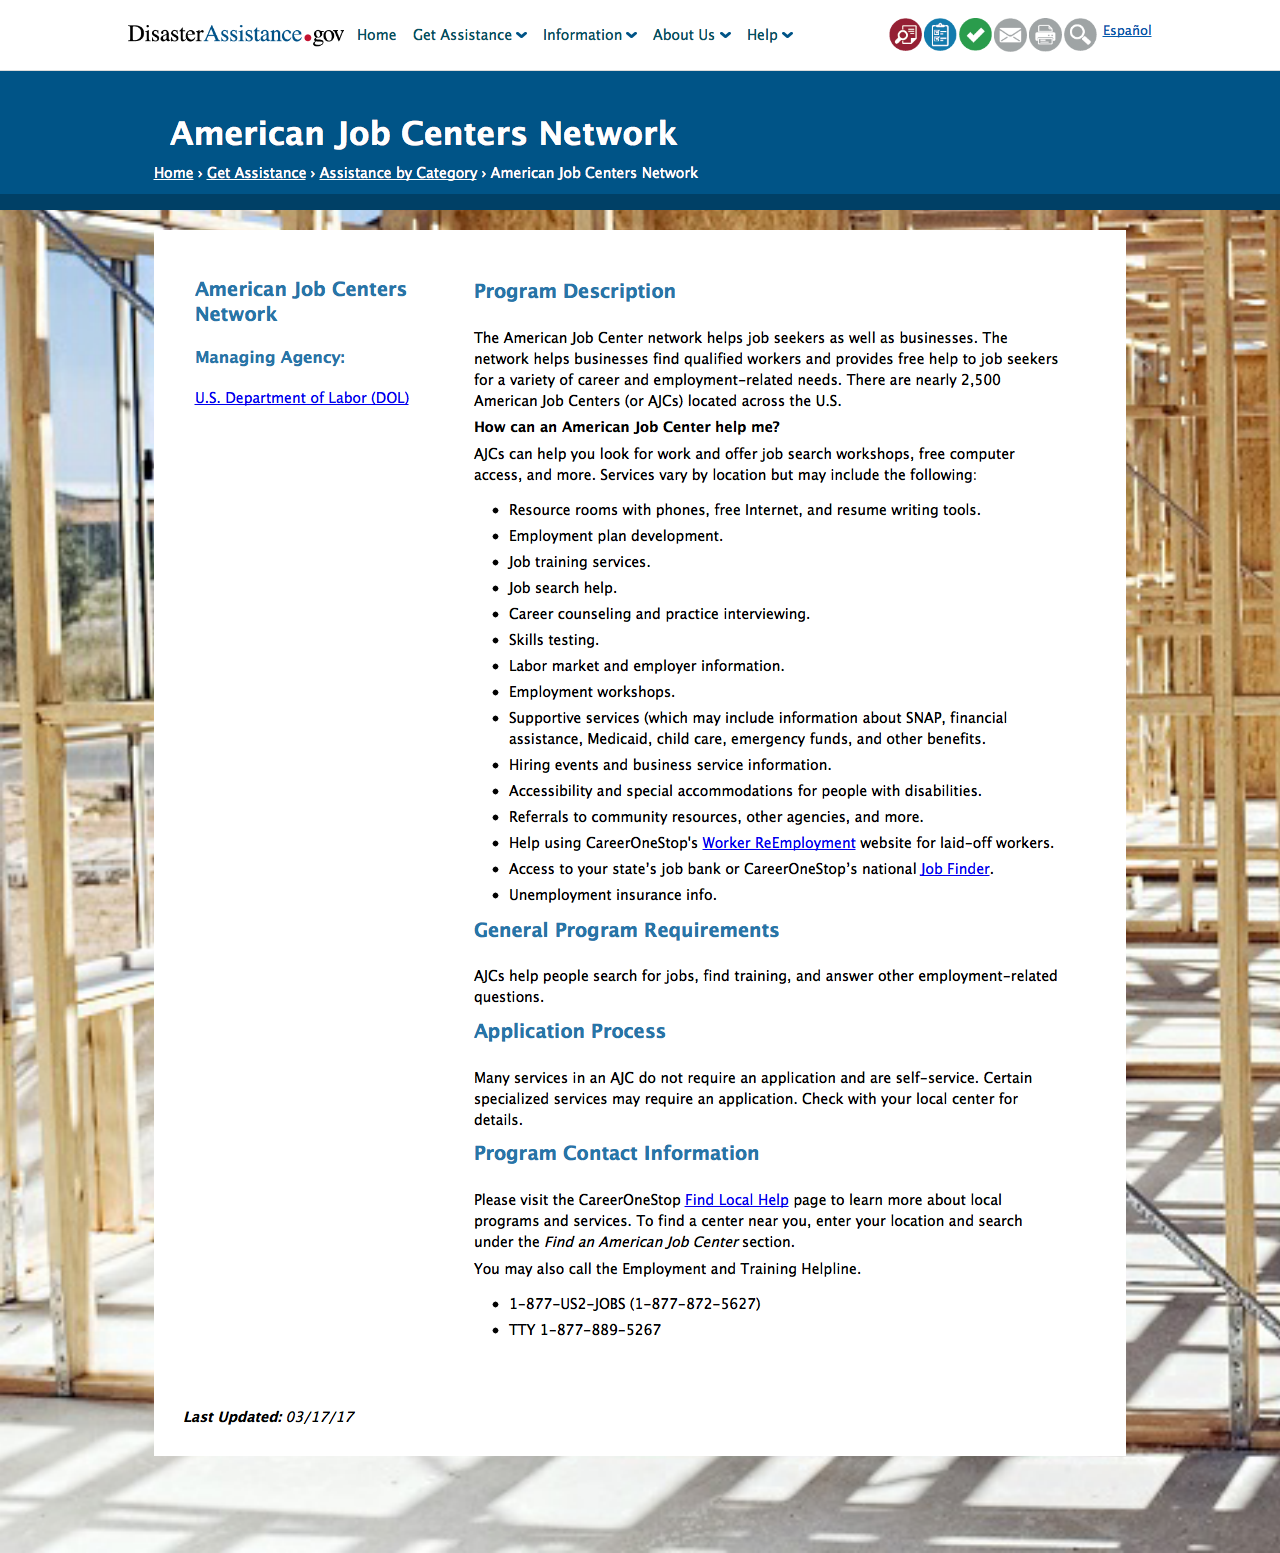 DisasterAssistance.gov Home Get Assistance Information About Us Help Español
American Job Centers Network
Home › Get Assistance › Assistance by Category › American Job Centers Network
American Job Centers
Network
Managing Agency:
U.S. Department of Labor (DOL)
Program Description
The American Job Center network helps job seekers as well as businesses. The
network helps businesses find qualified workers and provides free help to job seekers
for a variety of career and employment-related needs. There are nearly 2,500
American Job Centers (or AJCs) located across the U.S.
How can an American Job Center help me?
AJCs can help you look for work and offer job search workshops, free computer
access, and more. Services vary by location but may include the following:
• Resource rooms with phones, free Internet, and resume writing tools.
• Employment plan development.
• Job training services.
• Job search help.
• Career counseling and practice interviewing.
• Skills testing.
• Labor market and employer information.
• Employment workshops.
• Supportive services (which may include information about SNAP, financial
assistance, Medicaid, child care, emergency funds, and other benefits.
• Hiring events and business service information.
• Accessibility and special accommodations for people with disabilities.
• Referrals to community resources, other agencies, and more.
• Help using CareerOneStop's Worker ReEmployment website for laid-off workers.
• Access to your state’s job bank or CareerOneStop’s national Job Finder.
• Unemployment insurance info.
General Program Requirements
AJCs help people search for jobs, find training, and answer other employment-related
questions.
Application Process
Many services in an AJC do not require an application and are self-service. Certain
specialized services may require an application. Check with your local center for
details.
Program Contact Information
Please visit the CareerOneStop Find Local Help page to learn more about local
programs and services. To find a center near you, enter your location and search
under the Find an American Job Center section.
You may also call the Employment and Training Helpline.
• 1-877-US2-JOBS (1-877-872-5627)
• TTY 1-877-889-5267
Last Updated: 03/17/17